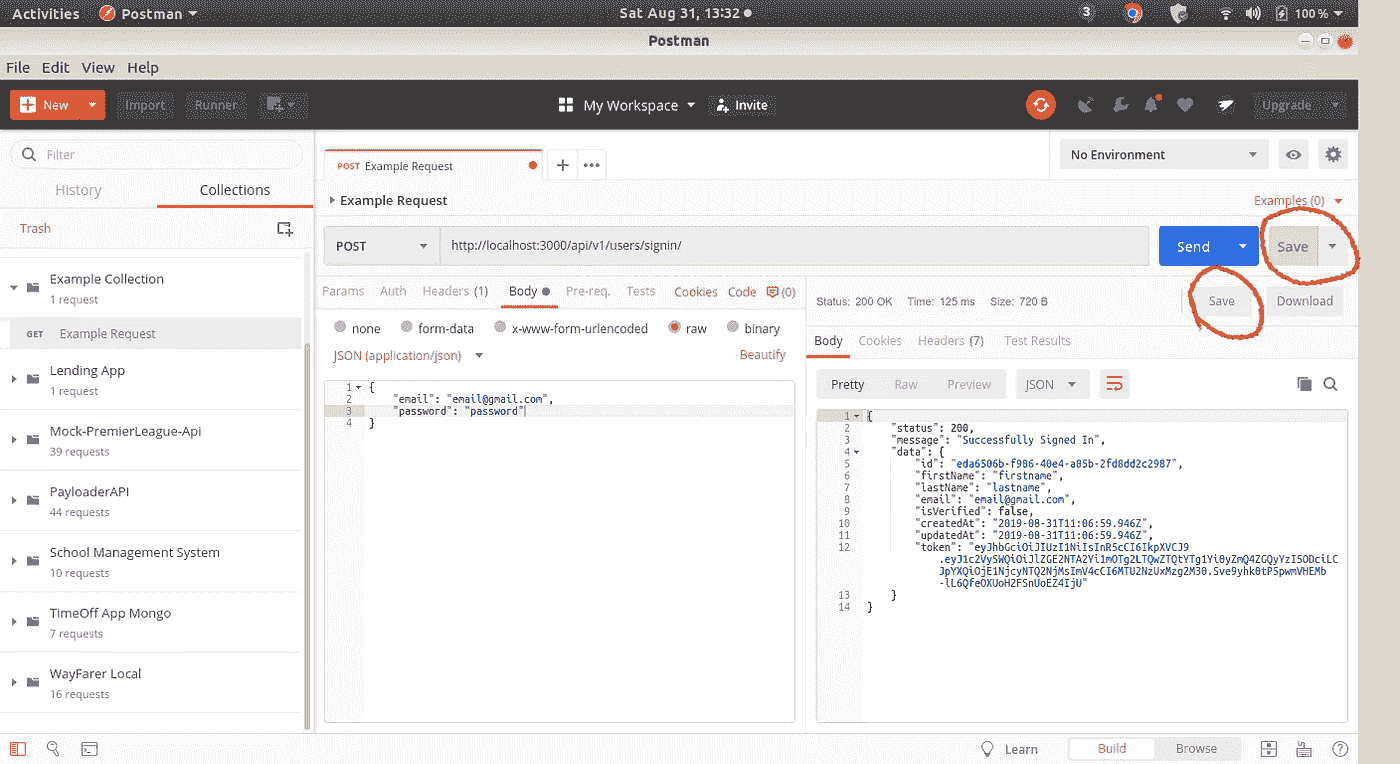 Activities Postman Sat Aug 31, 13:32 3 100 %
Postman
File Edit View Help
New Import Runner My Workspace Invite Upgrade
Filter
History Collections
Trash
Example Collection
1 request
GET Example Request
Lending App
1 request
Mock-PremierLeague-Api
39 requests
PayloaderAPI
44 requests
School Management System
10 requests
TimeOff App Mongo
7 requests
WayFarer Local
16 requests
POST Example Request
No Environment
Example Request
Examples (0)
POST http://localhost:3000/api/v1/users/signin/ Send Save
Params Auth Headers (1) Body Pre-req. Tests Cookies Code (0)
none form-data x-www-form-urlencoded raw binary
JSON (application/json) Beautify
1 {
2 "email": "email@gmail.com",
3 "password": "password"
4 }
Status: 200 OK Time: 125 ms Size: 720 B Save Download
Body Cookies Headers (7) Test Results
Pretty Raw Preview JSON
1 {
2 "status": 200,
3 "message": "Successfully Signed In",
4 "data": {
5 "id": "eda6506b-f986-40e4-a85b-2fd8dd2c2987",
6 "firstName": "firstname",
7 "lastName": "lastname",
8 "email": "email@gmail.com",
9 "isVerified": false,
10 "createdAt": "2019-08-31T11:06:59.946Z",
11 "updatedAt": "2019-08-31T11:06:59.946Z",
12 "token": "eyJhbGciOiJIUzI1NiIsInR5cCI6IkpXVCJ9
13 }
14 }
Learn Build Browse